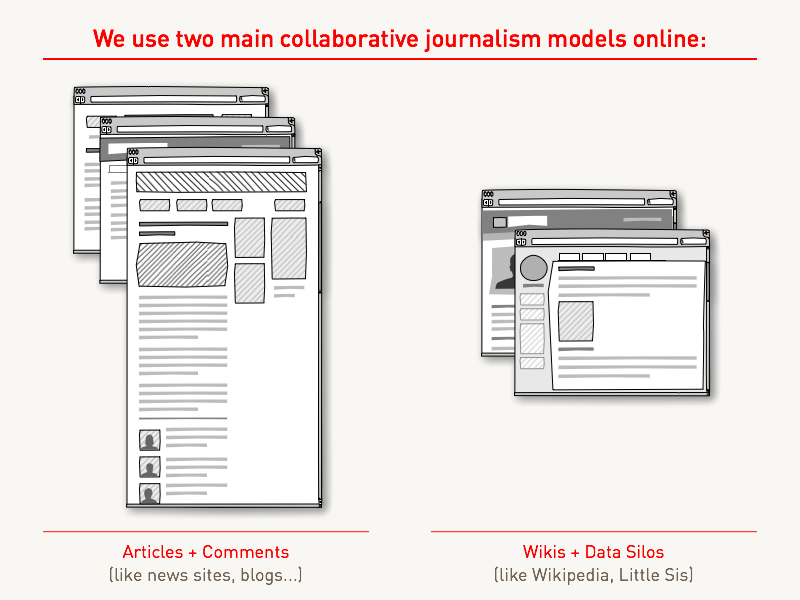 We use two main collaborative journalism models online:
Articles + Comments
(like news sites, blogs...)
Wikis + Data Silos
(like Wikipedia, Little Sis)